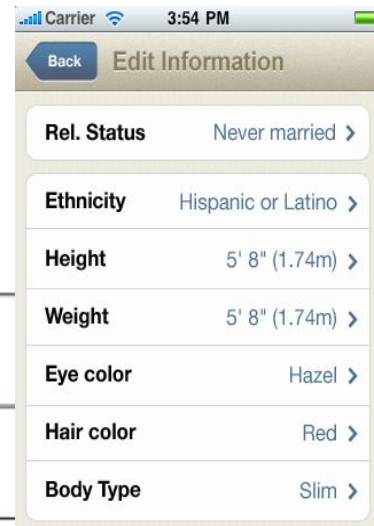 Carrier 3:54 PM
Back Edit Information
Rel. Status Never married
Ethnicity Hispanic or Latino
Height 5' 8" (1.74m)
Weight 5' 8" (1.74m)
Eye color Hazel
Hair color Red
Body Type Slim